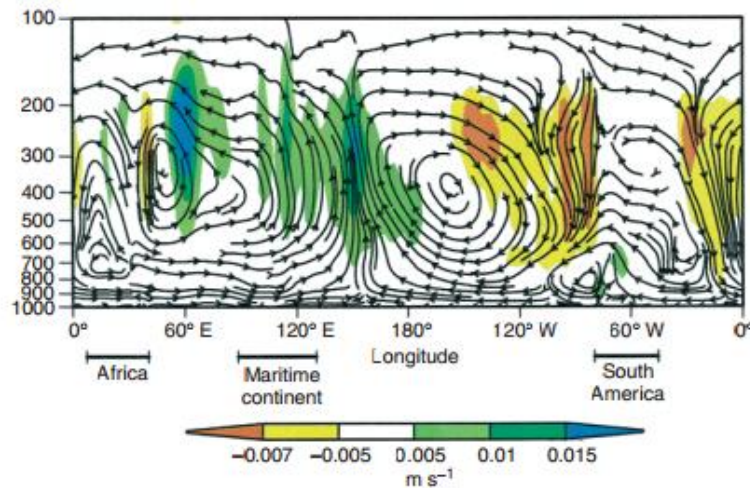 100
200
300
400
500
600
700
800
900
1000
0° 60° E 120° E 180° 120° W 60° W 0°
Longitude
Africa
Maritime
continent
South
America
−0.007 −0.005 0.005 0.01 0.015
m s⁻¹